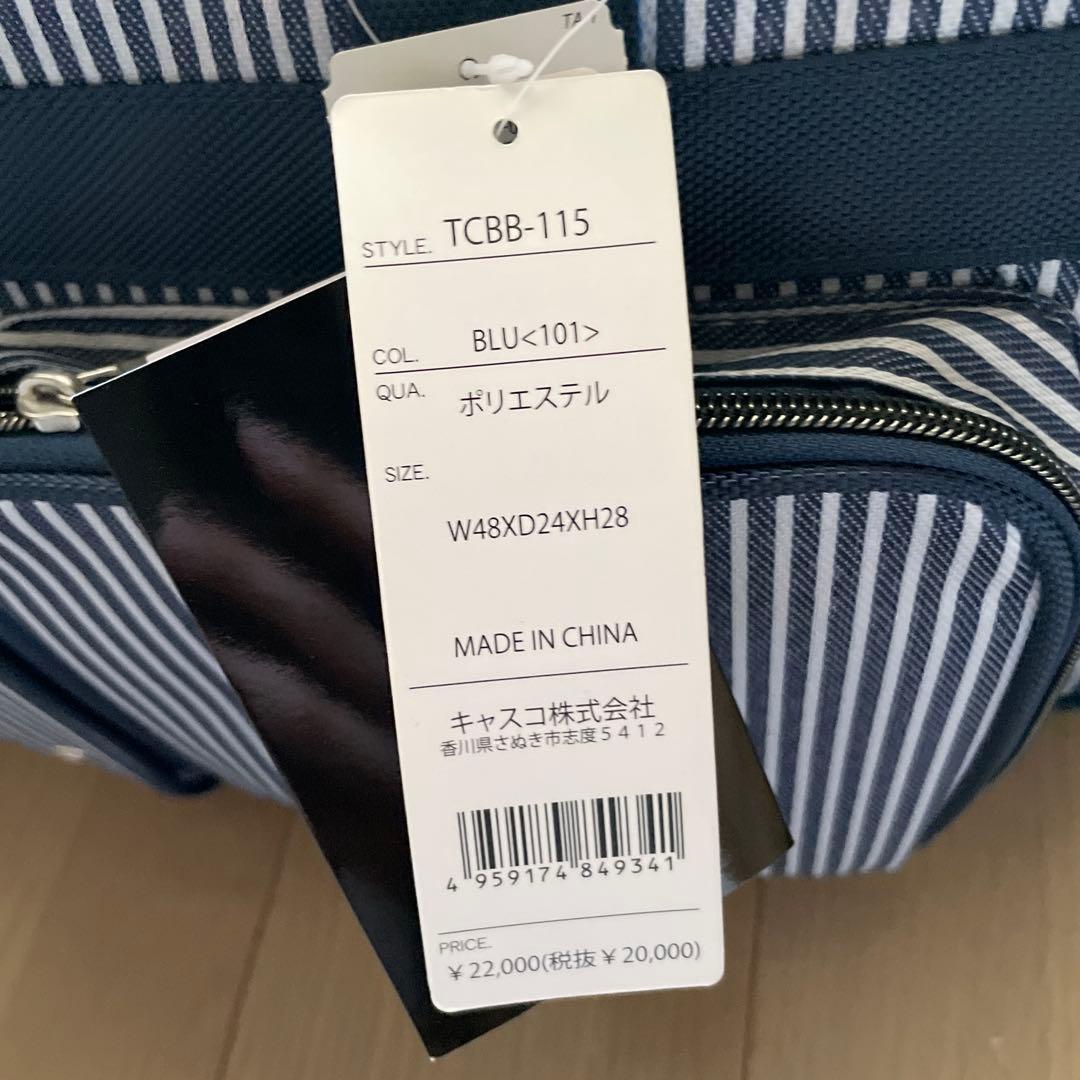 STYLE. TCBB-115
COL. BLU<101>
QUA. ポリエステル
SIZE.
W48XD24XH28
MADE IN CHINA
キャスコ株式会社
香川県さぬき市志度5412
4 959174 849341
PRICE.
¥22,000(税抜¥20,000)